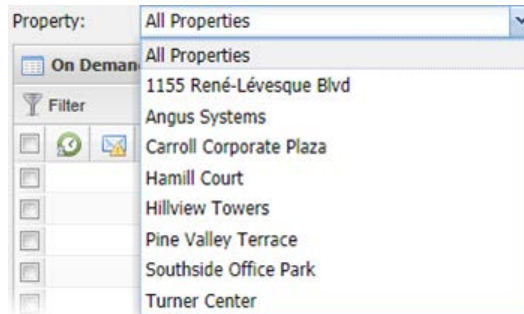 Property: All Properties
All Properties
On Deman
1155 René-Lévesque Blvd
Filter
Angus Systems
Carroll Corporate Plaza
Hamill Court
Hillview Towers
Pine Valley Terrace
Southside Office Park
Turner Center